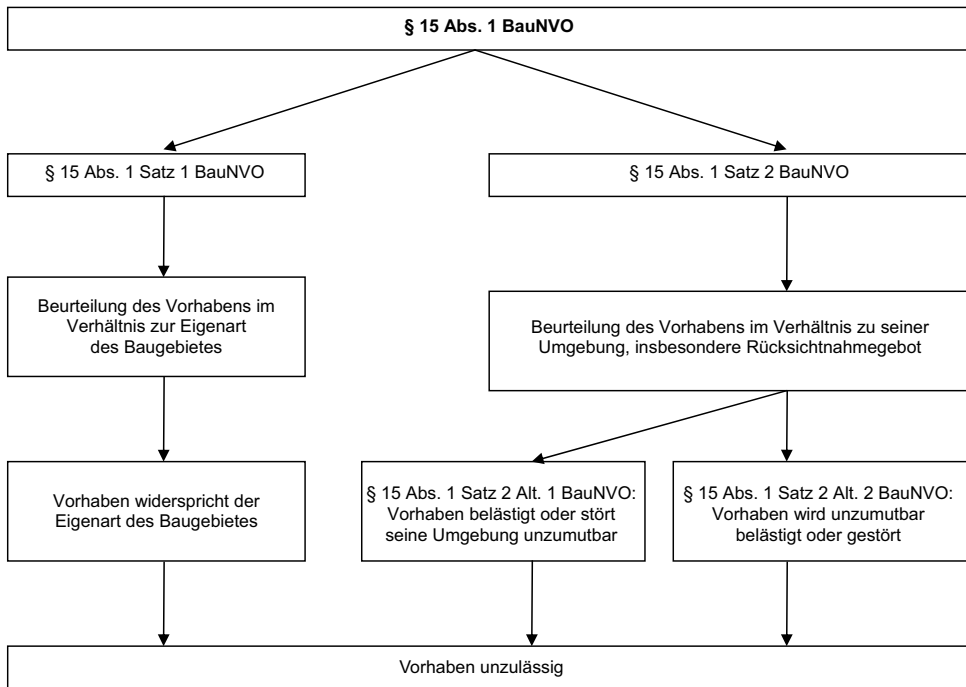 § 15 Abs. 1 BauNVO
§ 15 Abs. 1 Satz 1 BauNVO
§ 15 Abs. 1 Satz 2 BauNVO
Beurteilung des Vorhabens im
Verhältnis zur Eigenart
des Baugebietes
Beurteilung des Vorhabens im Verhältnis zu seiner
Umgebung, insbesondere Rücksichtnahmegebot
Vorhaben widerspricht der
Eigenart des Baugebietes
§ 15 Abs. 1 Satz 2 Alt. 1 BauNVO:
Vorhaben belästigt oder stört
seine Umgebung unzumutbar
§ 15 Abs. 1 Satz 2 Alt. 2 BauNVO:
Vorhaben wird unzumutbar
belästigt oder gestört
Vorhaben unzulässig